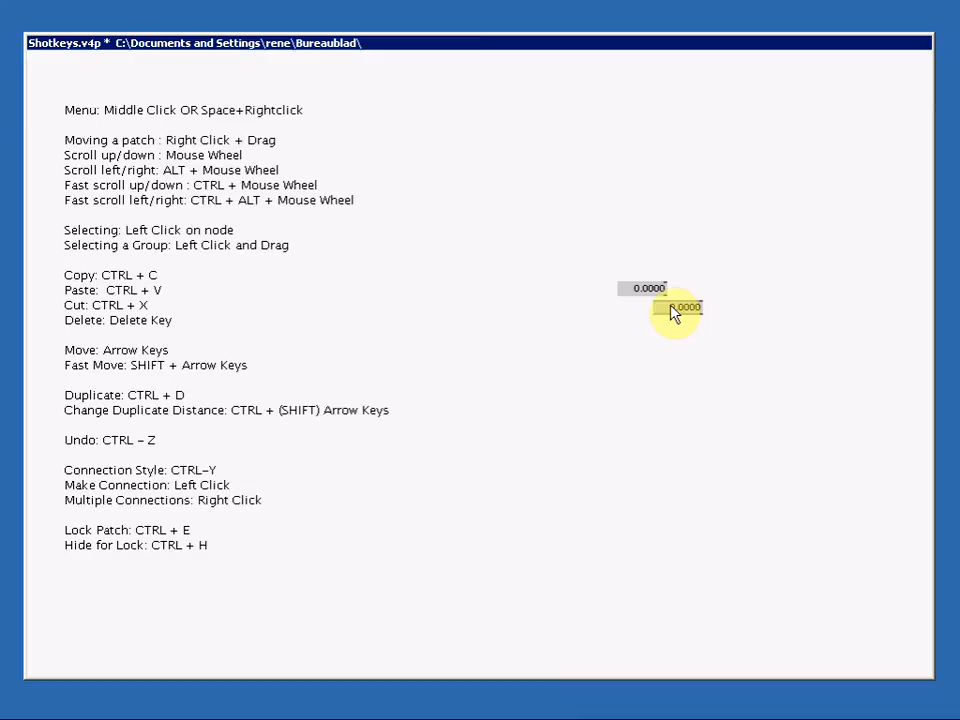 Shotkeys.v4p * C:\Documents and Settings\rene\Bureaublad\
Menu: Middle Click OR Space+Rightclick
Moving a patch : Right Click + Drag
Scroll up/down : Mouse Wheel
Scroll left/right: ALT + Mouse Wheel
Fast scroll up/down : CTRL + Mouse Wheel
Fast scroll left/right: CTRL + ALT + Mouse Wheel
Selecting: Left Click on node
Selecting a Group: Left Click and Drag
Copy: CTRL + C
Paste: CTRL + V
Cut: CTRL + X
Delete: Delete Key
Move: Arrow Keys
Fast Move: SHIFT + Arrow Keys
Duplicate: CTRL + D
Change Duplicate Distance: CTRL + (SHIFT) Arrow Keys
Undo: CTRL - Z
Connection Style: CTRL-Y
Make Connection: Left Click
Multiple Connections: Right Click
Lock Patch: CTRL + E
Hide for Lock: CTRL + H
0.0000
0.0000